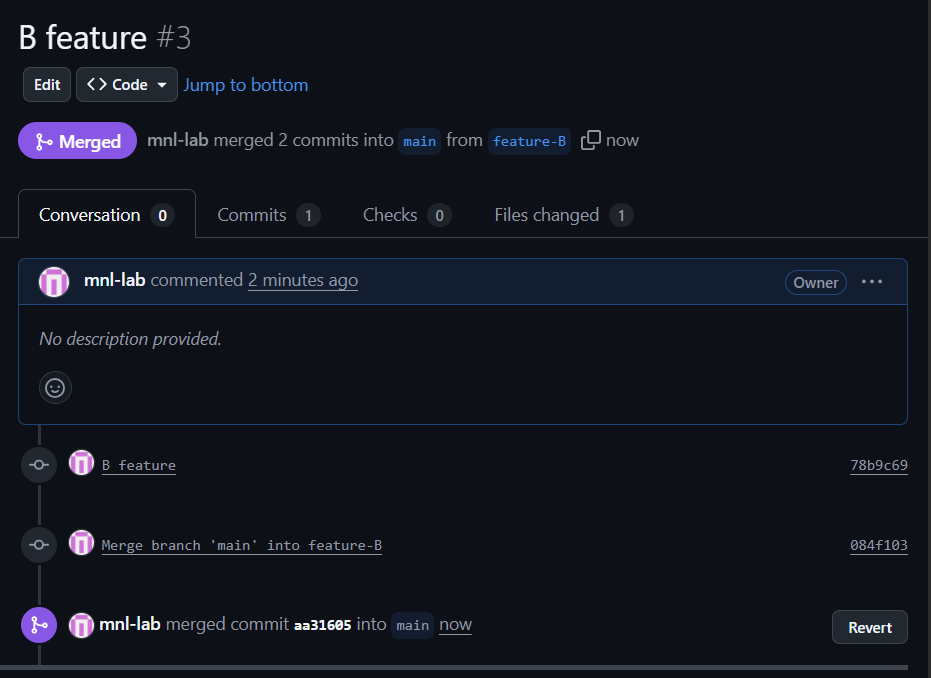 B feature #3
Edit <> Code Jump to bottom
Merged mnl-lab merged 2 commits into main from feature-B now
Conversation 0 Commits 1 Checks 0 Files changed 1
mnl-lab commented 2 minutes ago Owner ...
No description provided.
B feature 78b9c69
Merge branch 'main' into feature-B 084f103
mnl-lab merged commit aa31605 into main now Revert